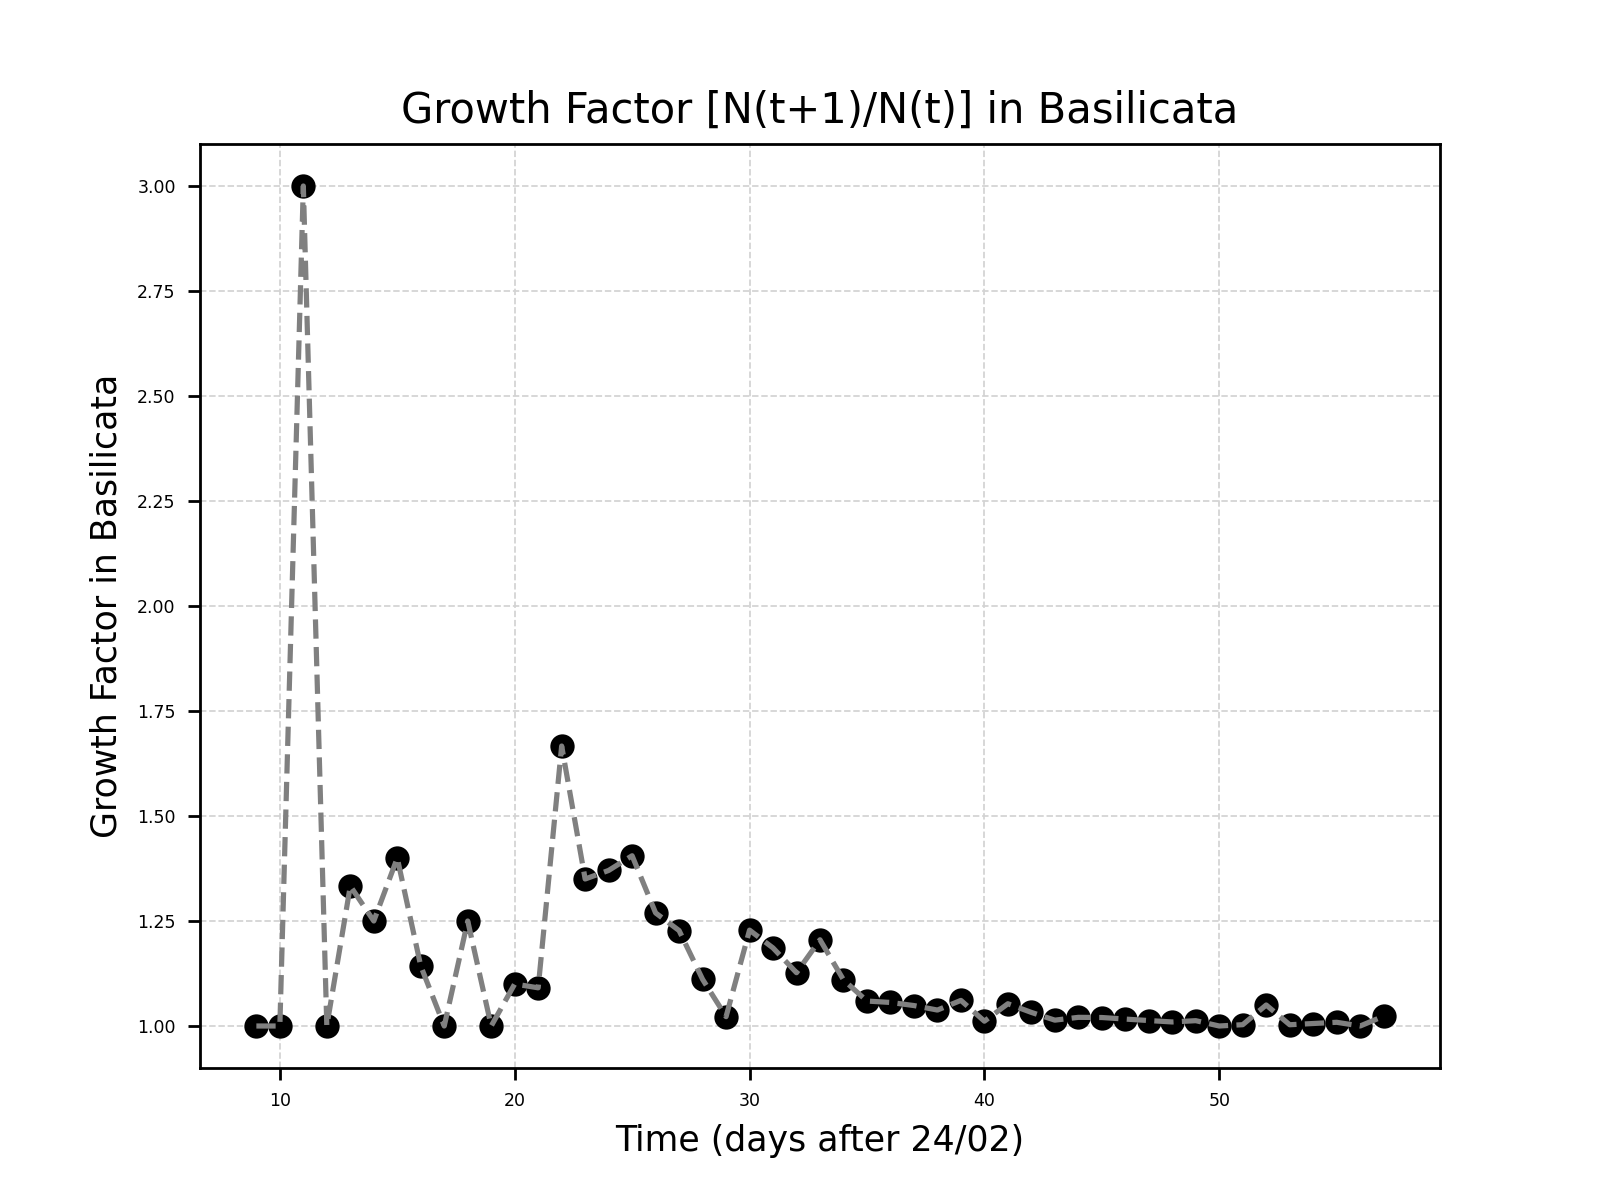 Growth Factor [N(t+1)/N(t)] in Basilicata
Growth Factor in Basilicata
3.00
2.75
2.50
2.25
2.00
1.75
1.50
1.25
1.00
10 20 30 40 50
Time (days after 24/02)